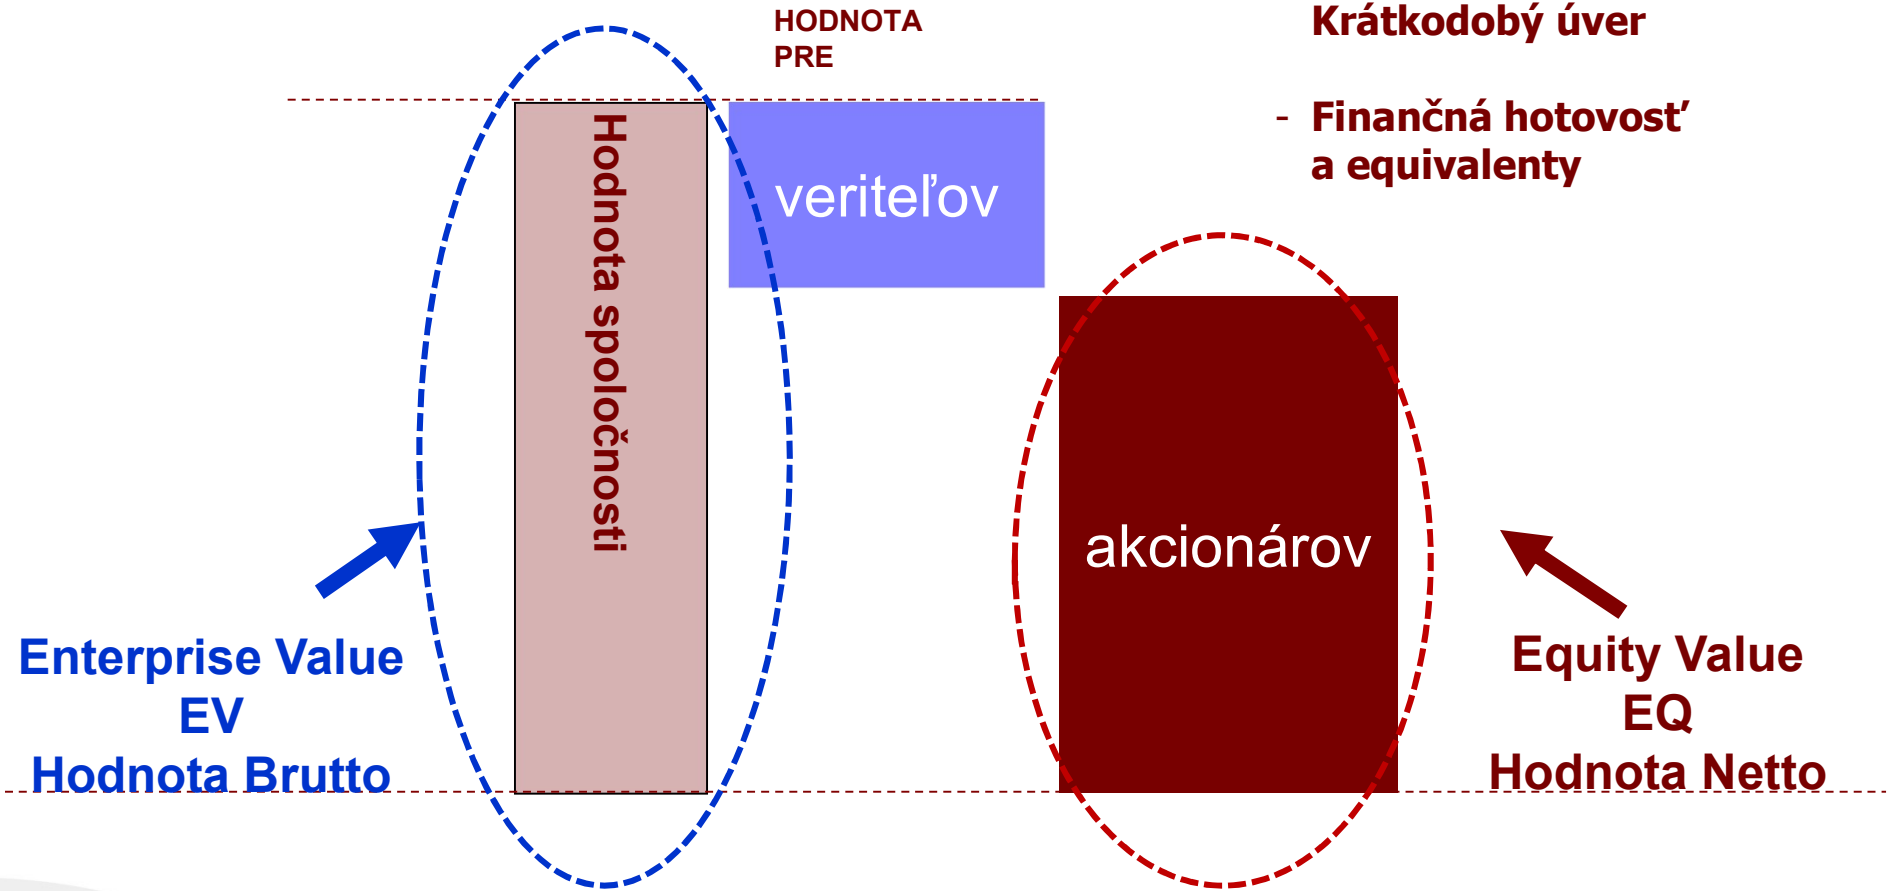 HODNOTA
PRE
Krátkodobý úver
- Finančná hotovosť
a equivalenty
Hodnota spoločnosti
veriteľov
akcionárov
Enterprise Value
EV
Hodnota Brutto
Equity Value
EQ
Hodnota Netto